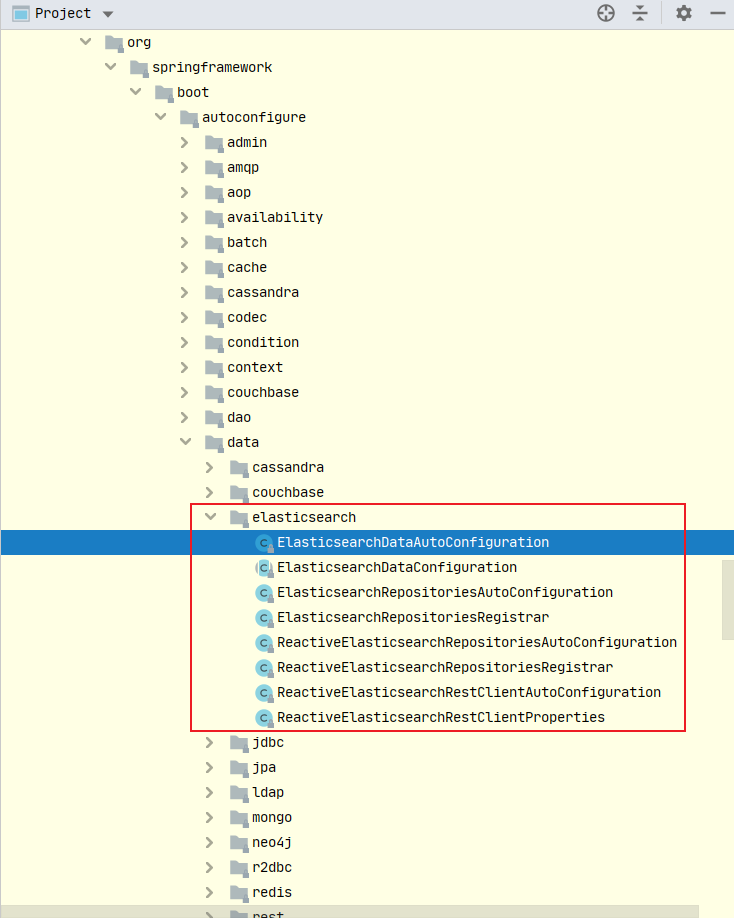 Project
org
springframework
boot
autoconfigure
admin
amqp
aop
availability
batch
cache
cassandra
codec
condition
context
couchbase
dao
data
cassandra
couchbase
elasticsearch
ElasticsearchDataAutoConfiguration
ElasticsearchDataConfiguration
ElasticsearchRepositoriesAutoConfiguration
ElasticsearchRepositoriesRegistrar
ReactiveElasticsearchRepositoriesAutoConfiguration
ReactiveElasticsearchRepositoriesRegistrar
ReactiveElasticsearchRestClientAutoConfiguration
ReactiveElasticsearchRestClientProperties
jdbc
jpa
ldap
mongo
neo4j
r2dbc
redis
rest